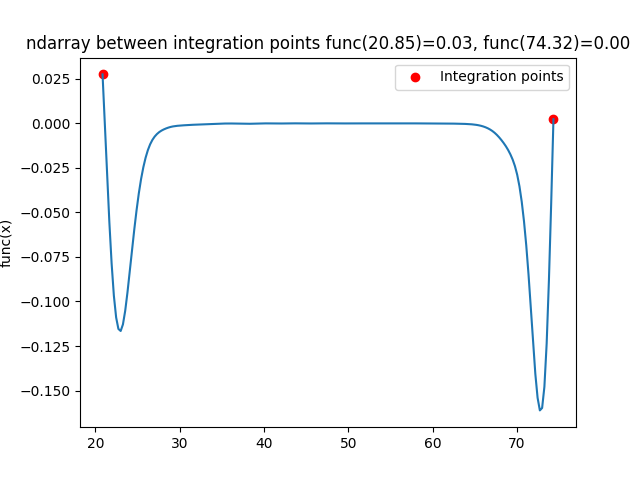 ndarray between integration points func(20.85)=0.03, func(74.32)=0.00
Integration points
func(x)
0.025
0.000
−0.025
−0.050
−0.075
−0.100
−0.125
−0.150
20 30 40 50 60 70